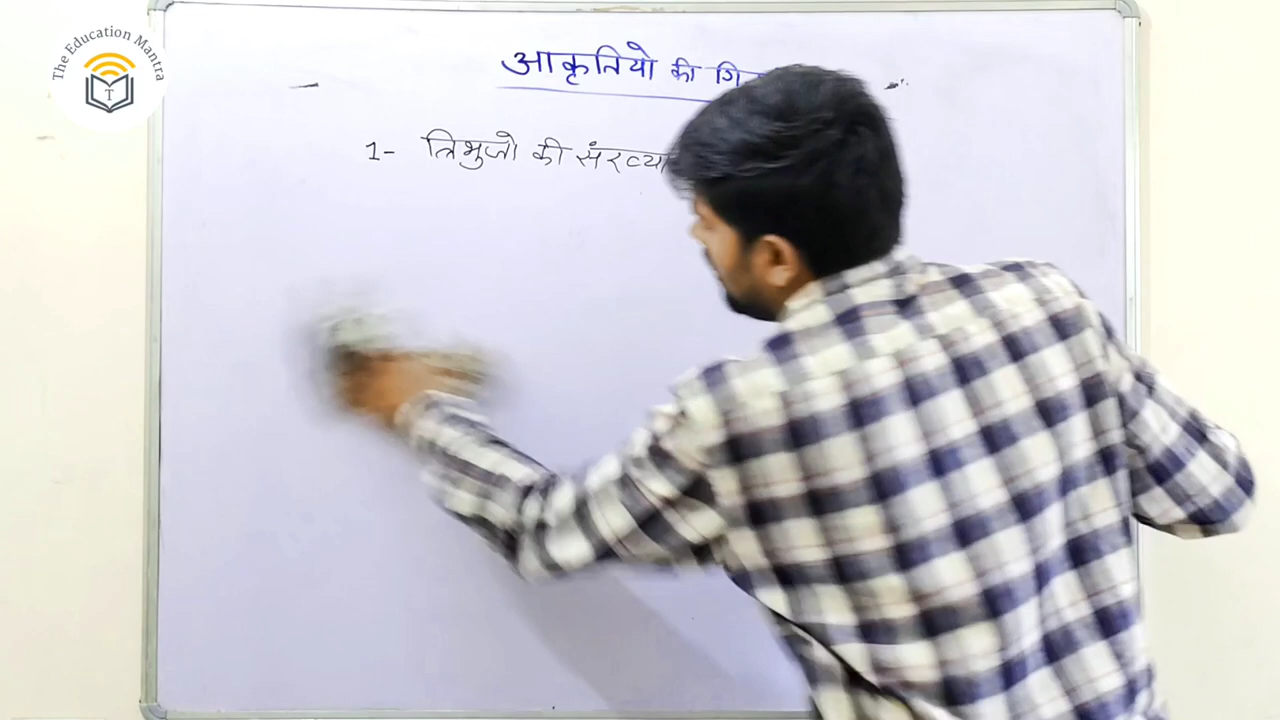 The Education Mantra
T
आकृतियो की
1- त्रिभुजो की संख्या